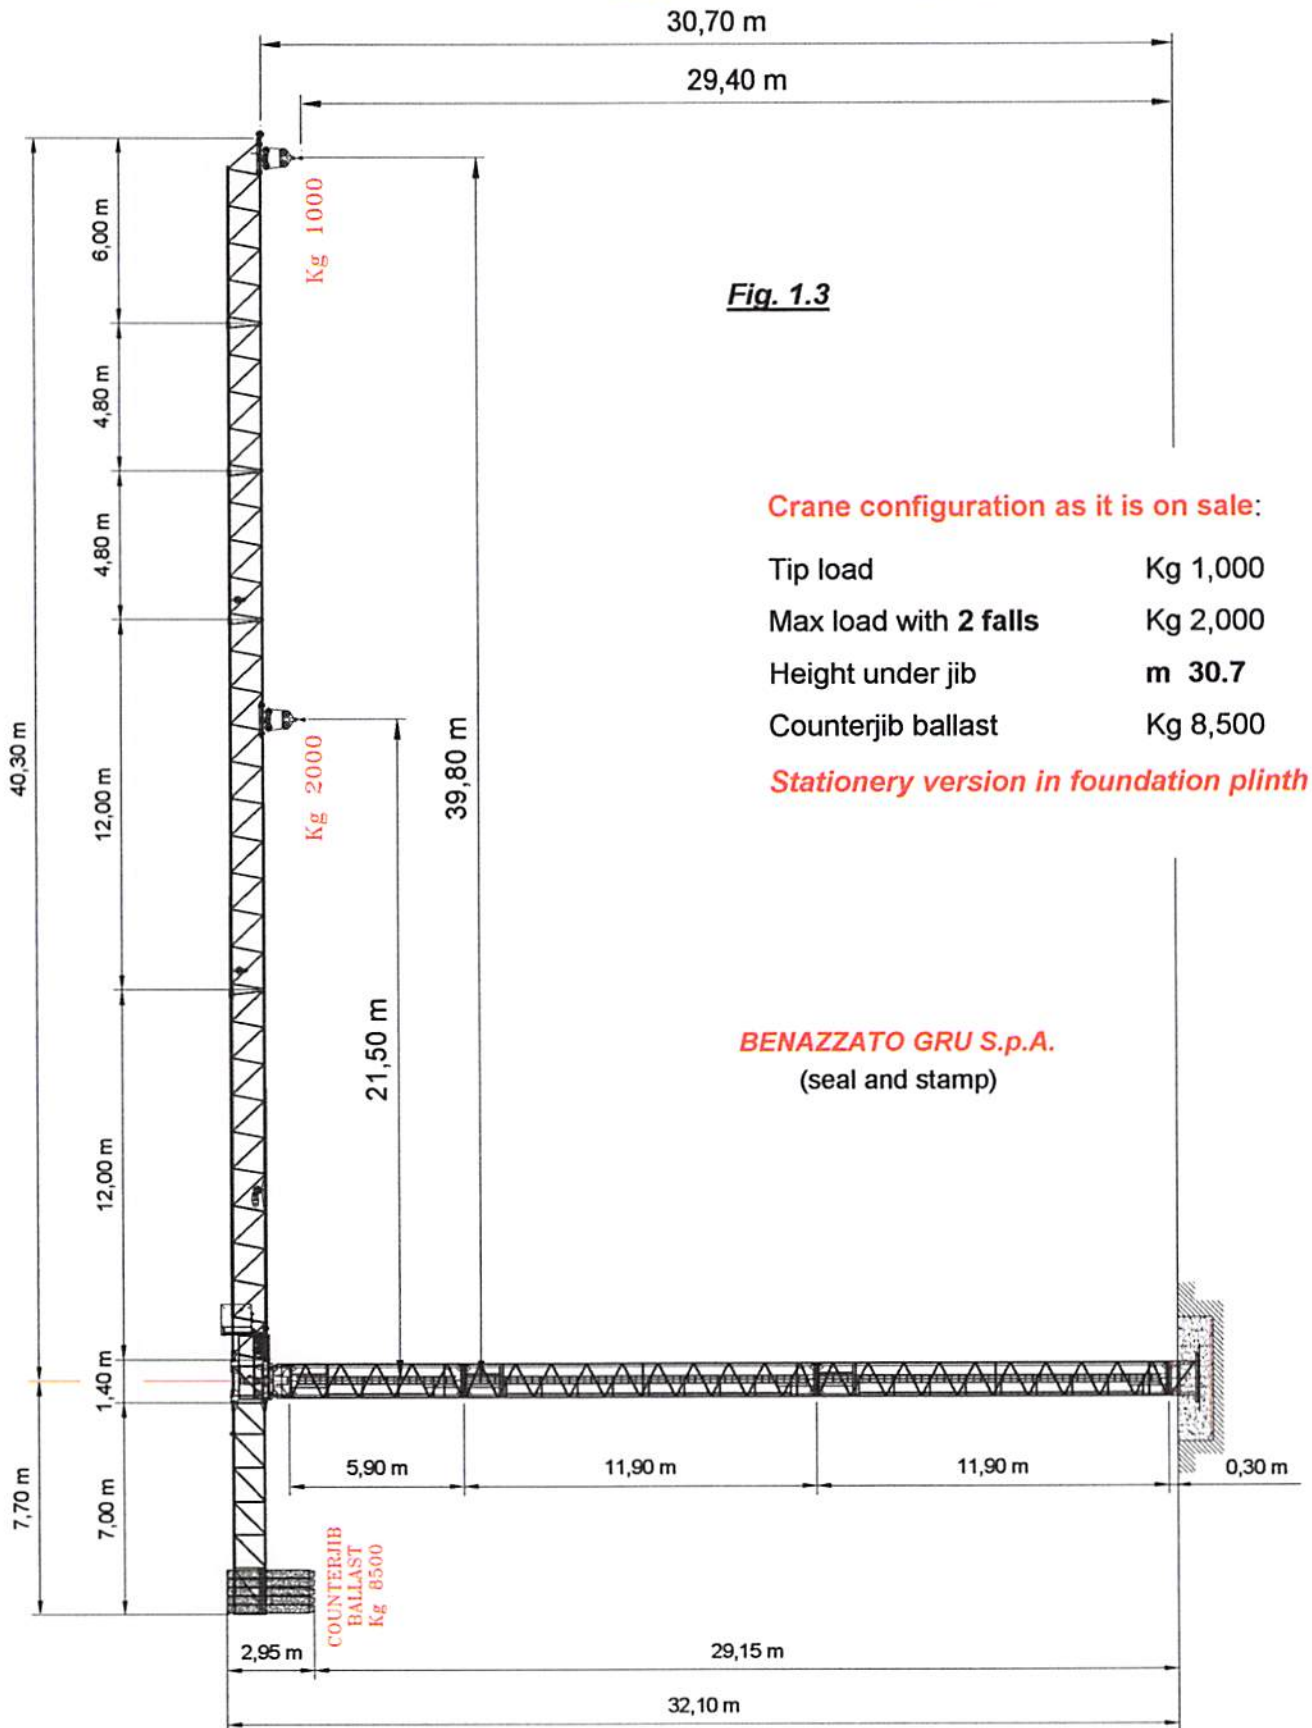 30,70 m
29,40 m
6,00 m
Kg 1000
Fig. 1.3
4,80 m
4,80 m
Crane configuration as it is on sale:
Tip load Kg 1,000
Max load with 2 falls Kg 2,000
Height under jib m 30.7
Counterjib ballast Kg 8,500
Stationery version in foundation plinth
40,30 m
12,00 m
Kg 2000
39,80 m
21,50 m
BENAZZATO GRU S.p.A.
(seal and stamp)
12,00 m
1,40 m
5,90 m
11,90 m
11,90 m
0,30 m
7,70 m
7,00 m
COUNTERJIB
BALLAST
Kg 8500
2,95 m
29,15 m
32,10 m